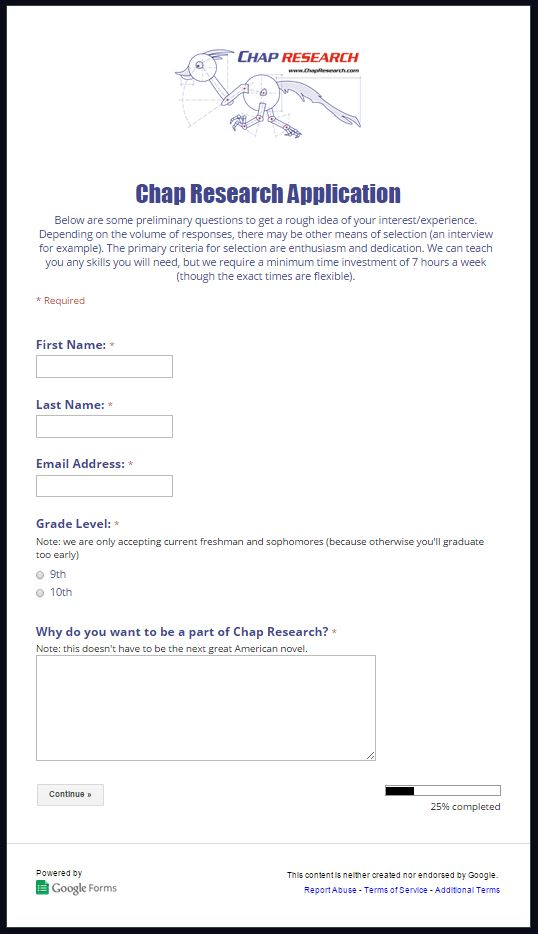 CHAP RESEARCH
www.ChapResearch.com
Chap Research Application
Below are some preliminary questions to get a rough idea of your interest/experience.
Depending on the volume of responses, there may be other means of selection (an interview
for example). The primary criteria for selection are enthusiasm and dedication. We can teach
you any skills you will need, but we require a minimum time investment of 7 hours a week
(though the exact times are flexible).
* Required
First Name: *
Last Name: *
Email Address: *
Grade Level: *
Note: we are only accepting current freshman and sophomores (because otherwise you'll graduate
too early)
9th
10th
Why do you want to be a part of Chap Research? *
Note: this doesn't have to be the next great American novel.
Continue »
25% completed
Powered by
Google Forms
This content is neither created nor endorsed by Google.
Report Abuse - Terms of Service - Additional Terms